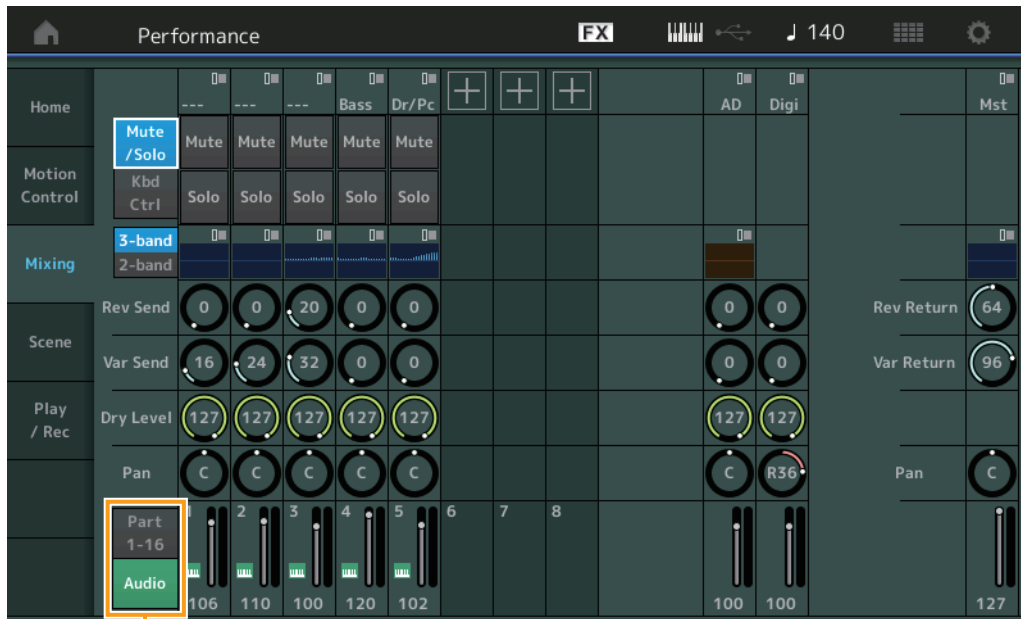 Performance FX 140
--- --- --- Bass Dr/Pc AD Digi Mst
Home
Mute
/Solo
Mute Mute Mute Mute Mute
Kbd
Ctrl
Solo Solo Solo Solo Solo
Motion
Control
3-band
2-band
Mixing
Rev Send 0 0 20 0 0 0 0 Rev Return 64
Scene
Var Send 16 24 32 0 0 0 0 Var Return 96
Play
/ Rec
Dry Level 127 127 127 127 127 127 127
Pan C C C C C C R36 Pan C
Part
1-16
1 2 3 4 5 6 7 8
Audio
106 110 100 120 102 100 100 127